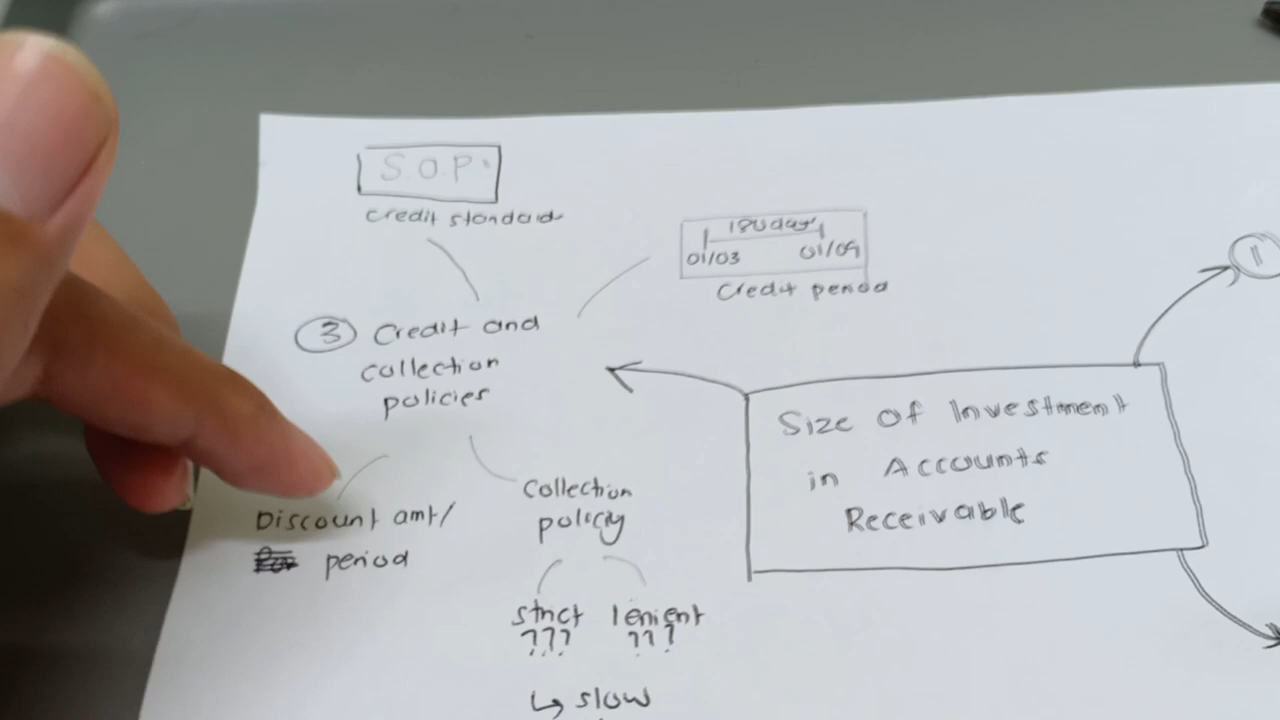 S.O.P.
Credit standard
180 days
01/03 01/09
Credit period
1
3 Credit and
collection
policies
Size of Investment
in Accounts
Receivable
Discount amt/
period
Collection
policy
strict lenient
??? ???
↳ slow